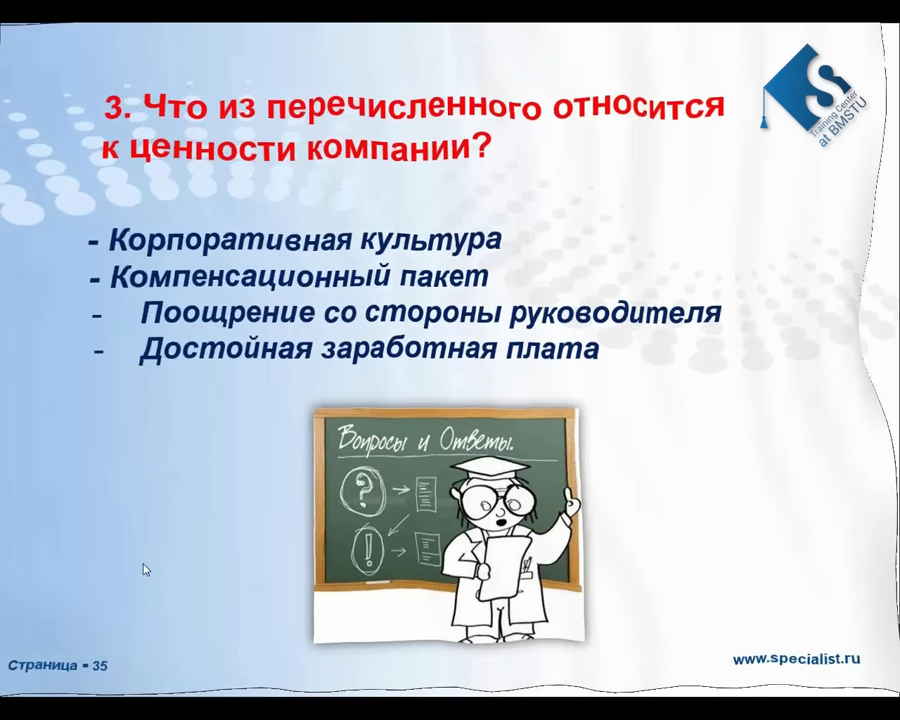 3. Что из перечисленного относится
к ценности компании?
S
Training Center
at BMSTU
- Корпоративная культура
- Компенсационный пакет
- Поощрение со стороны руководителя
- Достойная заработная плата
Вопросы и Ответы.
?
!
Страница - 35
www.specialist.ru